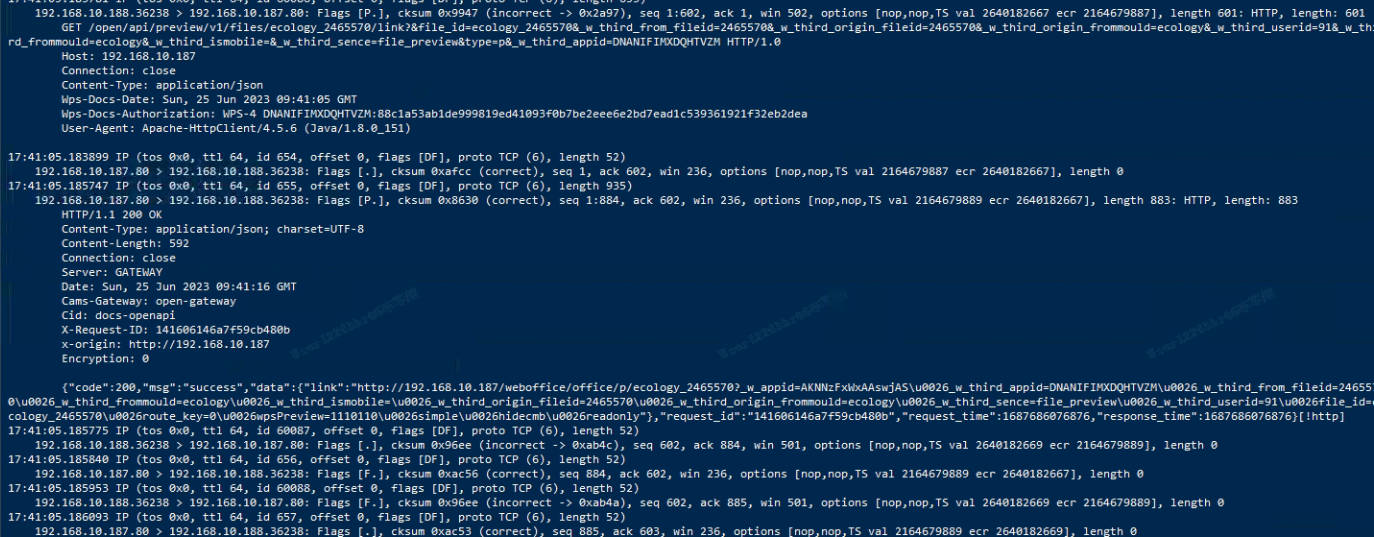 192.168.10.188.36238 > 192.168.10.187.80: Flags [P.], cksum 0x9947 (incorrect -> 0x2a97), seq 1:602, ack 1, win 502, options [nop,nop,TS val 2640182667 ecr 2164679887], length 601: HTTP, length: 601
GET /open/api/preview/v1/files/ecology_2465570/link?&file_id=ecology_2465570&_w_third_from_fileid=2465570&_w_third_origin_fileid=2465570&_w_third_origin_frommould=ecology&_w_third_userid=91&_w_thi
rd_frommould=ecology&_w_third_ismobile=&_w_third_sence=file_preview&type=p&_w_third_appid=DNANIFIMXDQHTVZM HTTP/1.0
Host: 192.168.10.187
Connection: close
Content-Type: application/json
Wps-Docs-Date: Sun, 25 Jun 2023 09:41:05 GMT
Wps-Docs-Authorization: WPS-4 DNANIFIMXDQHTVZM:88c1a53ab1de999819ed41093f0b7be2eee6e2bd7ead1c539361921f32eb2dea
User-Agent: Apache-HttpClient/4.5.6 (Java/1.8.0_151)
17:41:05.183899 IP (tos 0x0, ttl 64, id 654, offset 0, flags [DF], proto TCP (6), length 52)
192.168.10.187.80 > 192.168.10.188.36238: Flags [.], cksum 0xafcc (correct), seq 1, ack 602, win 236, options [nop,nop,TS val 2164679887 ecr 2640182667], length 0
17:41:05.185747 IP (tos 0x0, ttl 64, id 655, offset 0, flags [DF], proto TCP (6), length 935)
192.168.10.187.80 > 192.168.10.188.36238: Flags [P.], cksum 0x8630 (correct), seq 1:884, ack 602, win 236, options [nop,nop,TS val 2164679889 ecr 2640182667], length 883: HTTP, length: 883
HTTP/1.1 200 OK
Content-Type: application/json; charset=UTF-8
Content-Length: 592
Connection: close
Server: GATEWAY
Date: Sun, 25 Jun 2023 09:41:16 GMT
Cams-Gateway: open-gateway
Cid: docs-openapi
X-Request-ID: 141606146a7f59cb480b
x-origin: http://192.168.10.187
Encryption: 0
{"code":200,"msg":"success","data":{"link":"http://192.168.10.187/weboffice/office/p/ecology_2465570?_w_appid=AKNNzFxWxAAswjAS\u0026_w_third_appid=DNANIFIMXDQHTVZM\u0026_w_third_from_fileid=246557
0\u0026_w_third_frommould=ecology\u0026_w_third_ismobile=\u0026_w_third_origin_fileid=2465570\u0026_w_third_origin_frommould=ecology\u0026_w_third_sence=file_preview\u0026_w_third_userid=91\u0026file_id=e
cology_2465570\u0026route_key=0\u0026wpsPreview=1110110\u0026simple\u0026hidecmb\u0026readonly"},"request_id":"141606146a7f59cb480b","request_time":1687686076876,"response_time":1687686076876}[!http]
17:41:05.185775 IP (tos 0x0, ttl 64, id 60087, offset 0, flags [DF], proto TCP (6), length 52)
192.168.10.188.36238 > 192.168.10.187.80: Flags [.], cksum 0x96ee (incorrect -> 0xab4c), seq 602, ack 884, win 501, options [nop,nop,TS val 2640182669 ecr 2164679889], length 0
17:41:05.185840 IP (tos 0x0, ttl 64, id 656, offset 0, flags [DF], proto TCP (6), length 52)
192.168.10.187.80 > 192.168.10.188.36238: Flags [F.], cksum 0xac56 (correct), seq 884, ack 602, win 236, options [nop,nop,TS val 2164679889 ecr 2640182667], length 0
17:41:05.185953 IP (tos 0x0, ttl 64, id 60088, offset 0, flags [DF], proto TCP (6), length 52)
192.168.10.188.36238 > 192.168.10.187.80: Flags [F.], cksum 0x96ee (incorrect -> 0xab4a), seq 602, ack 885, win 501, options [nop,nop,TS val 2640182669 ecr 2164679889], length 0
17:41:05.186093 IP (tos 0x0, ttl 64, id 657, offset 0, flags [DF], proto TCP (6), length 52)
192.168.10.187.80 > 192.168.10.188.36238: Flags [.], cksum 0xac53 (correct), seq 885, ack 603, win 236, options [nop,nop,TS val 2164679889 ecr 2640182669], length 0